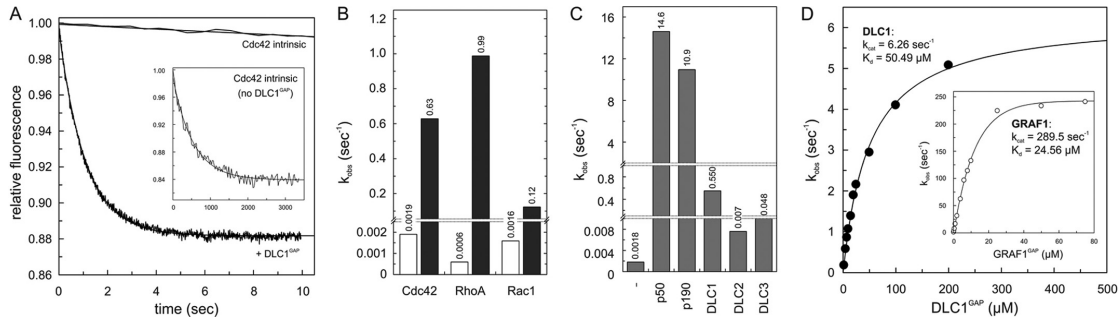 A
1.00
0.98
0.96
0.94
0.92
0.90
0.88
0.86
relative fluorescence
0
2
4
6
8
10
time (sec)
Cdc42 intrinsic
+ DLC1GAP
1.00
0.96
0.92
0.88
0.84
0
1000
2000
3000
Cdc42 intrinsic
(no DLC1GAP)
B
1.2
1.0
0.8
0.6
0.4
0.2
0.002
0.001
0
kobs (sec-1)
0.0019
0.63
0.0006
0.99
0.0016
0.12
Cdc42
RhoA
Rac1
C
16
14
12
10
8
6
4
2
0.8
0.4
0.008
0.004
0
kobs (sec-1)
0.0018
14.6
10.9
0.550
0.007
0.048
-
p50
p190
DLC1
DLC2
DLC3
D
6
5
4
3
2
1
0
kobs (sec-1)
0
100
200
300
400
500
DLC1GAP (µM)
DLC1:
kcat = 6.26 sec-1
Kd = 50.49 µM
250
200
150
100
50
0
kobs (sec-1)
0
20
40
60
80
GRAF1GAP (µM)
GRAF1:
kcat = 289.5 sec-1
Kd = 24.56 µM